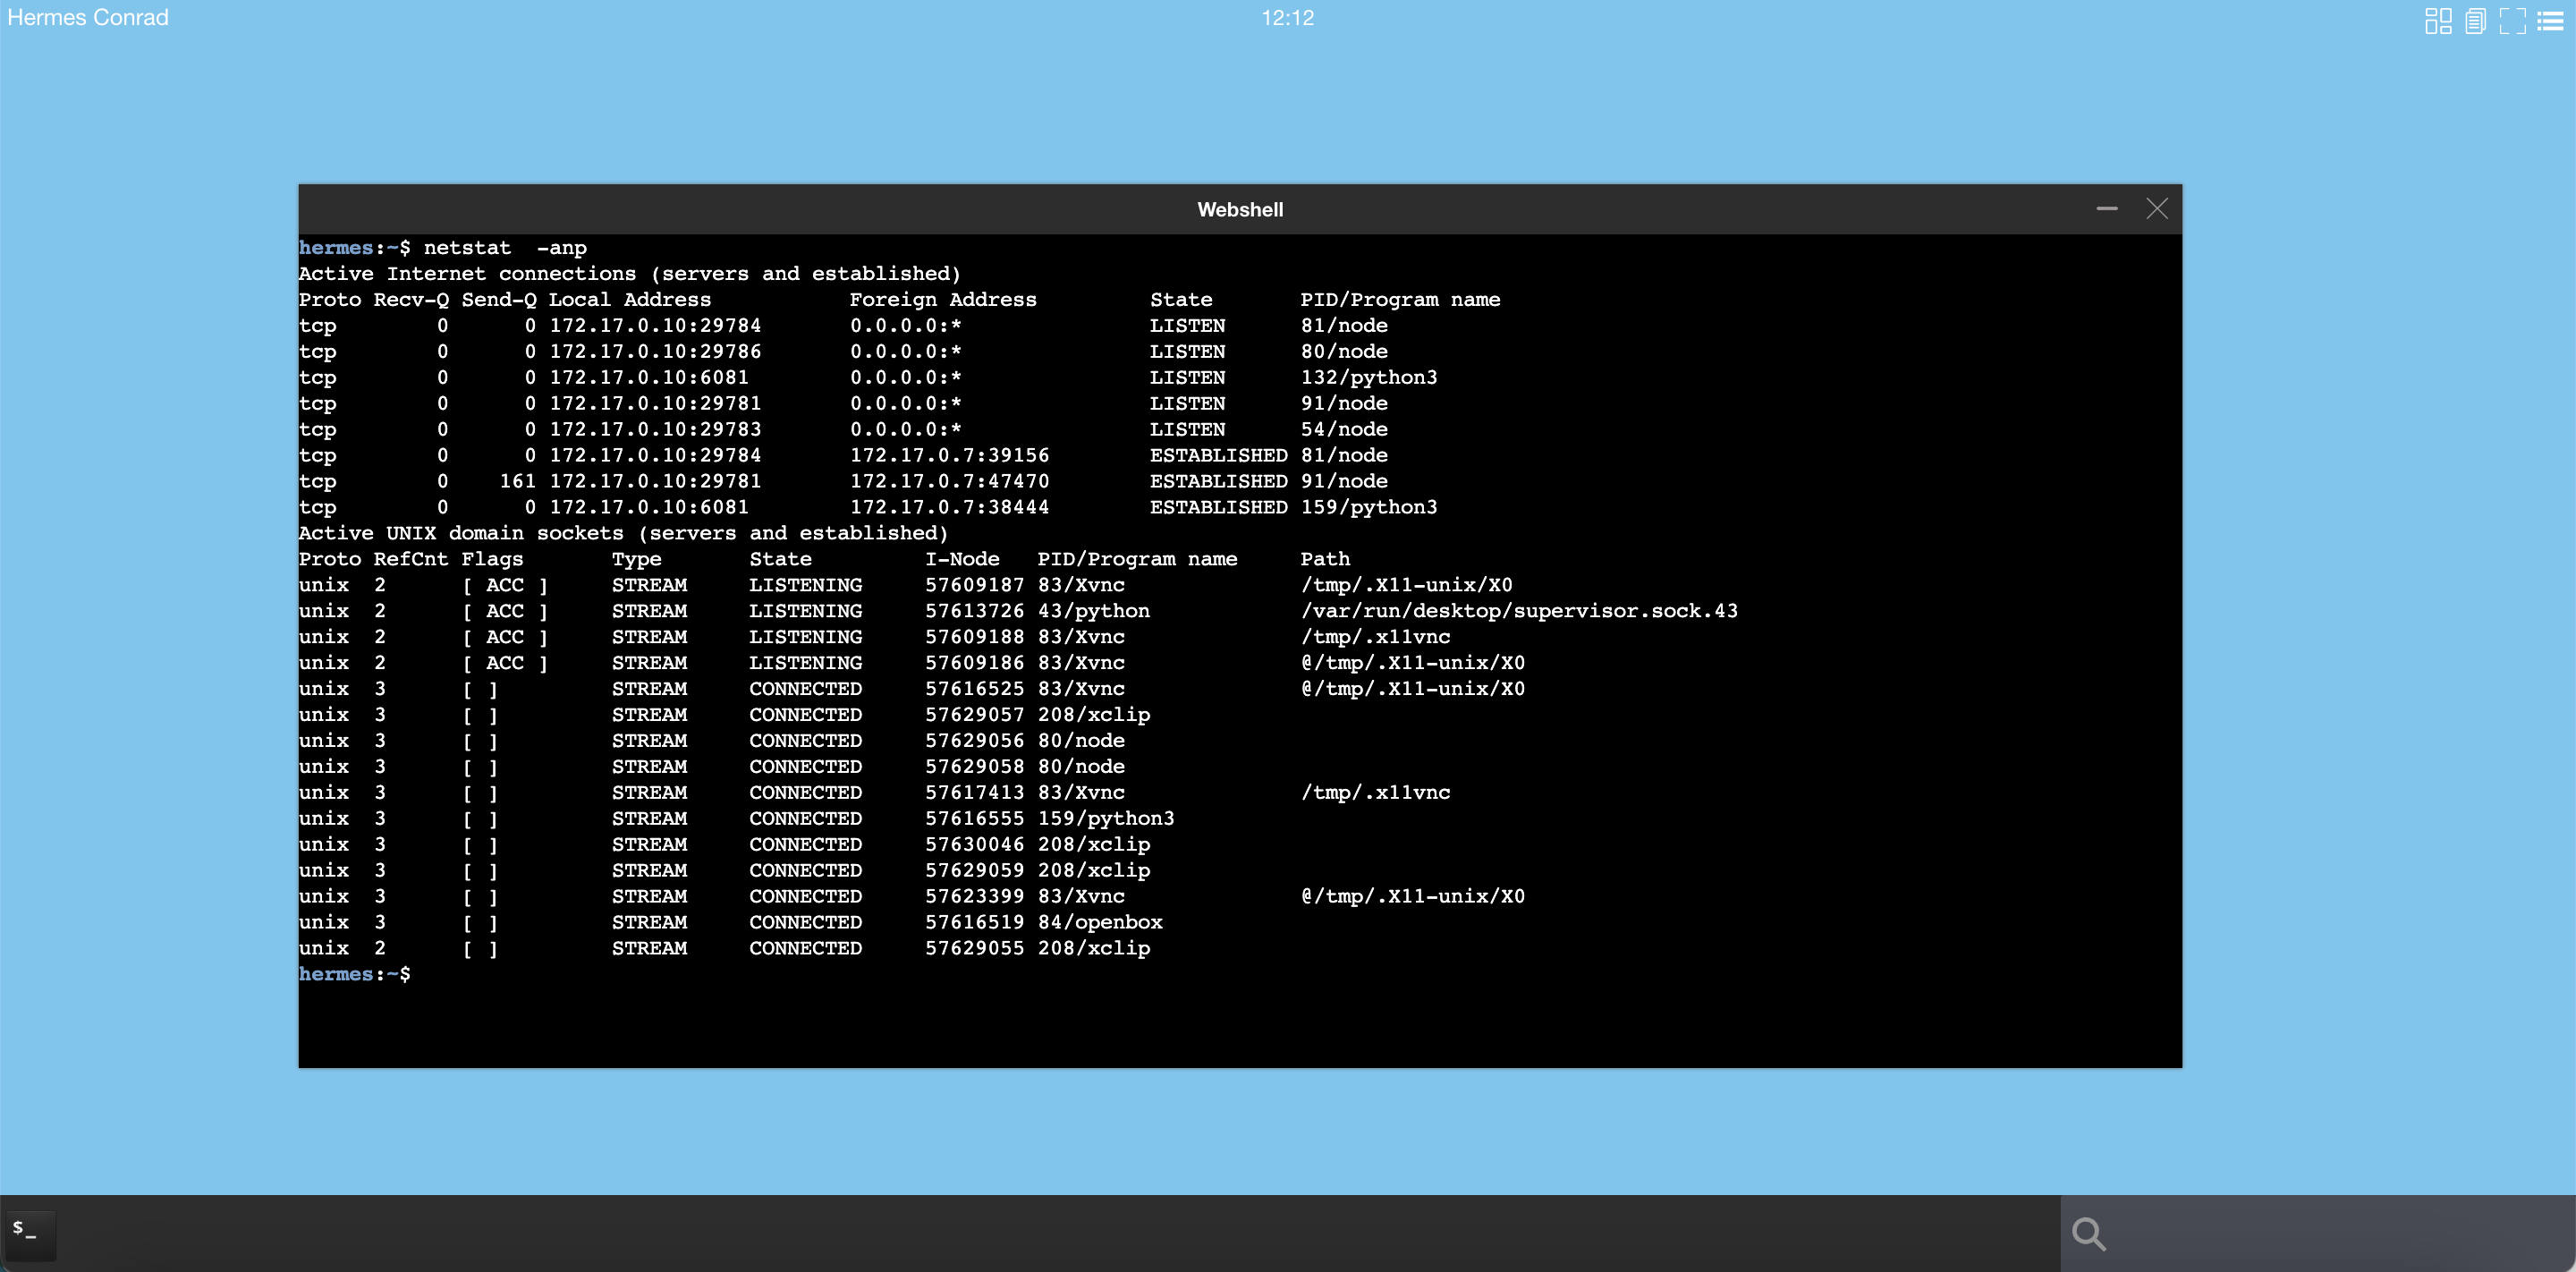 Hermes Conrad 12:12
Webshell
hermes:~$ netstat  -anp
Active Internet connections (servers and established)
Proto Recv-Q Send-Q Local Address           Foreign Address         State       PID/Program name
tcp        0      0 172.17.0.10:29784       0.0.0.0:*               LISTEN      81/node
tcp        0      0 172.17.0.10:29786       0.0.0.0:*               LISTEN      80/node
tcp        0      0 172.17.0.10:6081        0.0.0.0:*               LISTEN      132/python3
tcp        0      0 172.17.0.10:29781       0.0.0.0:*               LISTEN      91/node
tcp        0      0 172.17.0.10:29783       0.0.0.0:*               LISTEN      54/node
tcp        0      0 172.17.0.10:29784       172.17.0.7:39156        ESTABLISHED 81/node
tcp        0    161 172.17.0.10:29781       172.17.0.7:47470        ESTABLISHED 91/node
tcp        0      0 172.17.0.10:6081        172.17.0.7:38444        ESTABLISHED 159/python3
Active UNIX domain sockets (servers and established)
Proto RefCnt Flags       Type       State         I-Node   PID/Program name     Path
unix  2      [ ACC ]     STREAM     LISTENING     57609187 83/Xvnc              /tmp/.X11-unix/X0
unix  2      [ ACC ]     STREAM     LISTENING     57613726 43/python            /var/run/desktop/supervisor.sock.43
unix  2      [ ACC ]     STREAM     LISTENING     57609188 83/Xvnc              /tmp/.x11vnc
unix  2      [ ACC ]     STREAM     LISTENING     57609186 83/Xvnc              @/tmp/.X11-unix/X0
unix  3      [ ]         STREAM     CONNECTED     57616525 83/Xvnc              @/tmp/.X11-unix/X0
unix  3      [ ]         STREAM     CONNECTED     57629057 208/xclip
unix  3      [ ]         STREAM     CONNECTED     57629056 80/node
unix  3      [ ]         STREAM     CONNECTED     57629058 80/node
unix  3      [ ]         STREAM     CONNECTED     57617413 83/Xvnc              /tmp/.x11vnc
unix  3      [ ]         STREAM     CONNECTED     57616555 159/python3
unix  3      [ ]         STREAM     CONNECTED     57630046 208/xclip
unix  3      [ ]         STREAM     CONNECTED     57629059 208/xclip
unix  3      [ ]         STREAM     CONNECTED     57623399 83/Xvnc              @/tmp/.X11-unix/X0
unix  3      [ ]         STREAM     CONNECTED     57616519 84/openbox
unix  2      [ ]         STREAM     CONNECTED     57629055 208/xclip
hermes:~$
$_